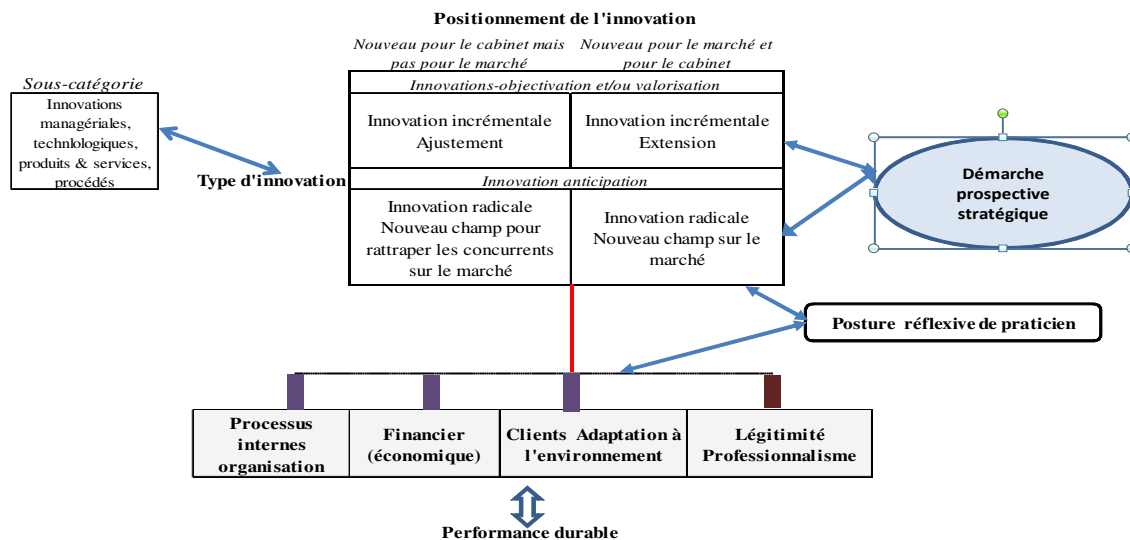 Positionnement de l'innovation
Nouveau pour le cabinet mais
pas pour le marché
Nouveau pour le marché et
pour le cabinet
Sous-catégorie
Innovations
managériales,
technlologiques,
produits & services,
procédés
Type d'innovation
Innovations-objectivation et/ou valorisation
Innovation incrémentale
Ajustement
Innovation incrémentale
Extension
Innovation anticipation
Innovation radicale
Nouveau champ pour
rattraper les concurrents
sur le marché
Innovation radicale
Nouveau champ sur le
marché
Démarche
prospective
stratégique
Posture réflexive de praticien
Processus
internes
organisation
Financier
(économique)
Clients Adaptation à
l'environnement
Légitimité
Professionnalisme
Performance durable